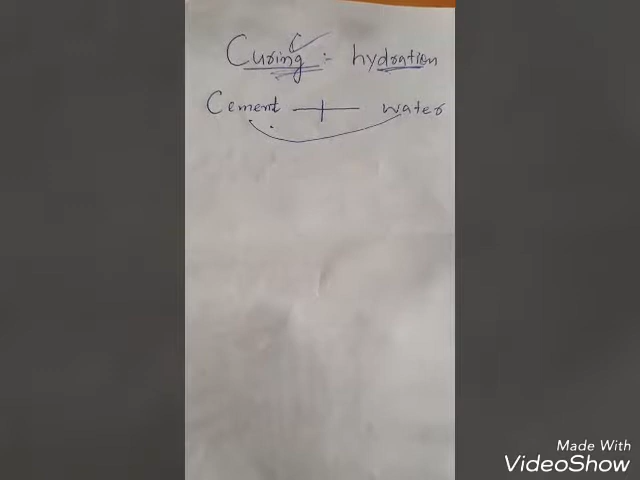 Curing :- hydration
Cement + water
Made With
VideoShow